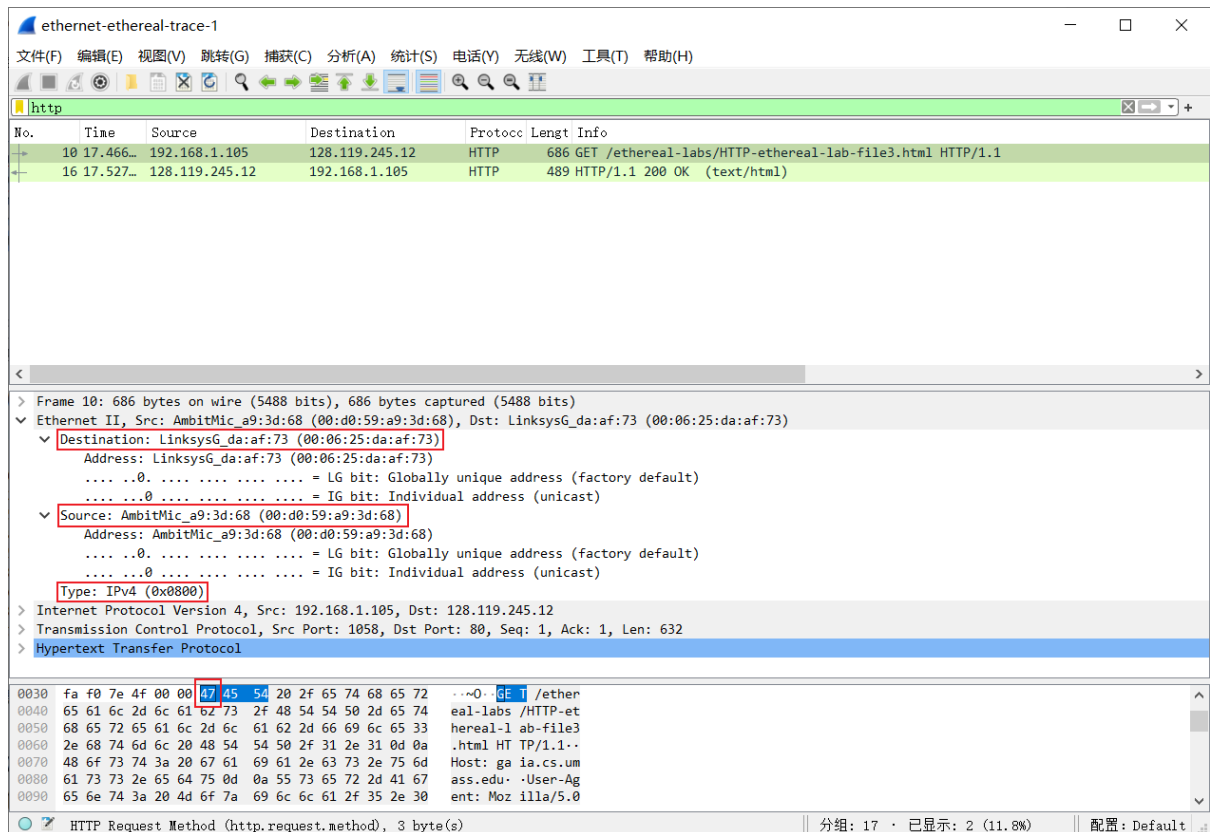 ethernet-ethereal-trace-1
文件(F) 编辑(E) 视图(V) 跳转(G) 捕获(C) 分析(A) 统计(S) 电话(Y) 无线(W) 工具(T) 帮助(H)
http
No. Time Source Destination Protocc Lengt Info
10 17.466… 192.168.1.105 128.119.245.12 HTTP 686 GET /ethereal-labs/HTTP-ethereal-lab-file3.html HTTP/1.1
16 17.527… 128.119.245.12 192.168.1.105 HTTP 489 HTTP/1.1 200 OK (text/html)
Frame 10: 686 bytes on wire (5488 bits), 686 bytes captured (5488 bits)
Ethernet II, Src: AmbitMic_a9:3d:68 (00:d0:59:a9:3d:68), Dst: LinksysG_da:af:73 (00:06:25:da:af:73)
Destination: LinksysG_da:af:73 (00:06:25:da:af:73)
Address: LinksysG_da:af:73 (00:06:25:da:af:73)
.... ..0. .... .... .... .... = LG bit: Globally unique address (factory default)
.... ...0 .... .... .... .... = IG bit: Individual address (unicast)
Source: AmbitMic_a9:3d:68 (00:d0:59:a9:3d:68)
Address: AmbitMic_a9:3d:68 (00:d0:59:a9:3d:68)
.... ..0. .... .... .... .... = LG bit: Globally unique address (factory default)
.... ...0 .... .... .... .... = IG bit: Individual address (unicast)
Type: IPv4 (0x0800)
Internet Protocol Version 4, Src: 192.168.1.105, Dst: 128.119.245.12
Transmission Control Protocol, Src Port: 1058, Dst Port: 80, Seq: 1, Ack: 1, Len: 632
Hypertext Transfer Protocol
0030 fa f0 7e 4f 00 00 47 45 54 20 2f 65 74 68 65 72 ··~O··GE T /ether
0040 65 61 6c 2d 6c 61 62 73 2f 48 54 54 50 2d 65 74 eal-labs /HTTP-et
0050 68 65 72 65 61 6c 2d 6c 61 62 2d 66 69 6c 65 33 hereal-l ab-file3
0060 2e 68 74 6d 6c 20 48 54 54 50 2f 31 2e 31 0d 0a .html HT TP/1.1··
0070 48 6f 73 74 3a 20 67 61 69 61 2e 63 73 2e 75 6d Host: ga ia.cs.um
0080 61 73 73 2e 65 64 75 0d 0a 55 73 65 72 2d 41 67 ass.edu· ·User-Ag
0090 65 6e 74 3a 20 4d 6f 7a 69 6c 6c 61 2f 35 2e 30 ent: Moz illa/5.0
HTTP Request Method (http.request.method), 3 byte(s) 分组: 17 · 已显示: 2 (11.8%) 配置: Default